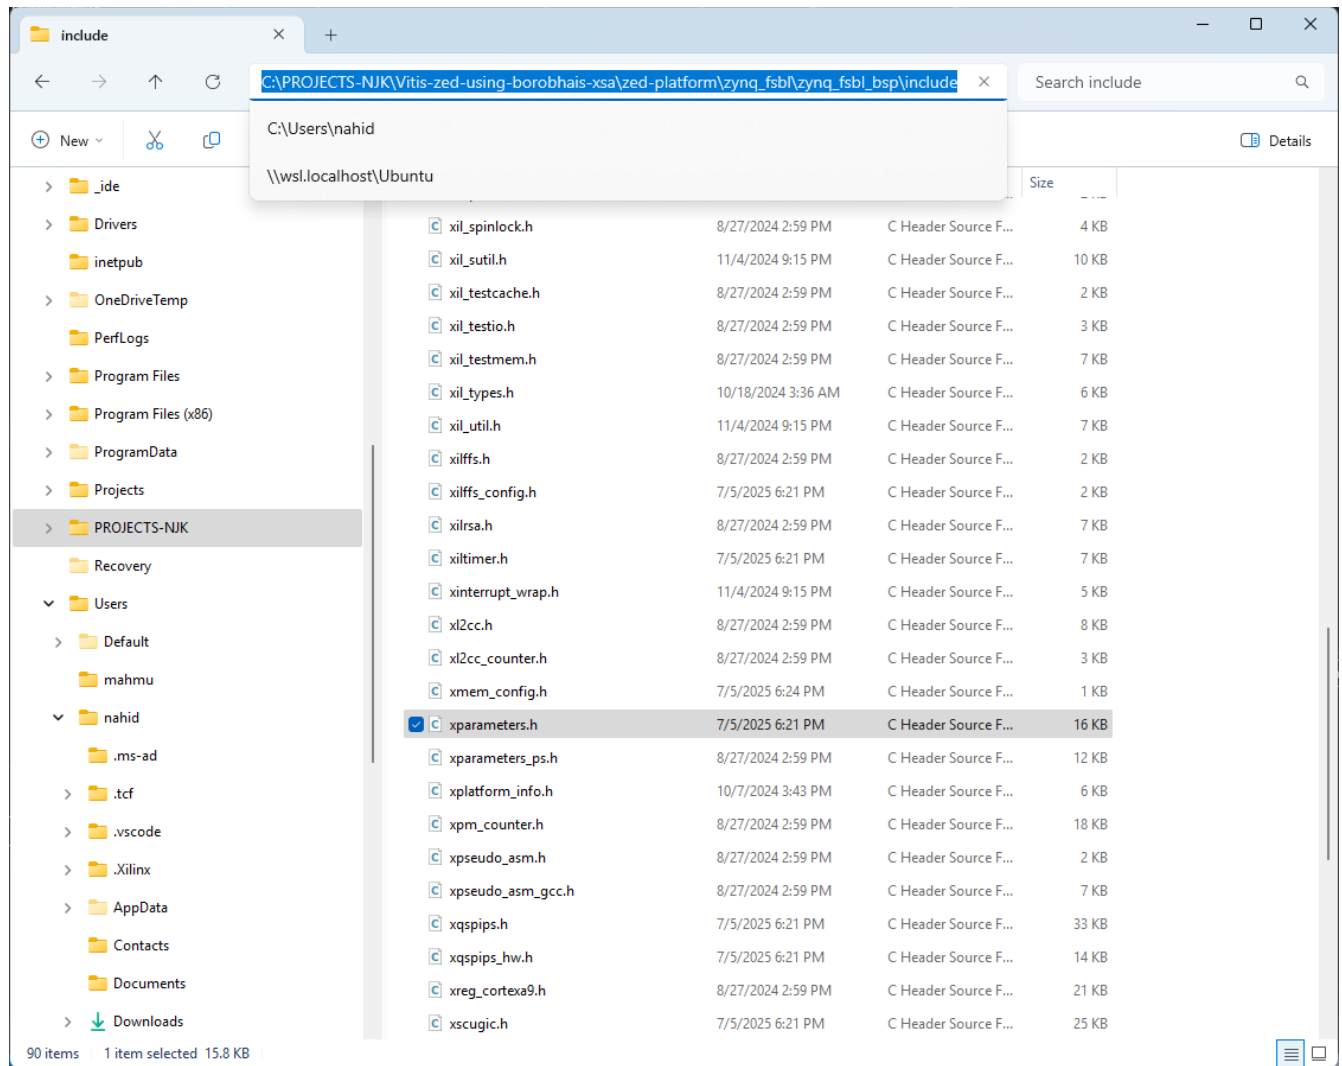 include
C:\PROJECTS-NJK\Vitis-zed-using-borobhais-xsa\zed-platform\zynq_fsbl\zynq_fsbl_bsp\include
Search include
New
Details
C:\Users\nahid
\\wsl.localhost\Ubuntu
Size
_ide
Drivers
inetpub
OneDriveTemp
PerfLogs
Program Files
Program Files (x86)
ProgramData
Projects
PROJECTS-NJK
Recovery
Users
Default
mahmu
nahid
.ms-ad
.tcf
.vscode
.Xilinx
AppData
Contacts
Documents
Downloads
xil_spinlock.h 8/27/2024 2:59 PM C Header Source F... 4 KB
xil_sutil.h 11/4/2024 9:15 PM C Header Source F... 10 KB
xil_testcache.h 8/27/2024 2:59 PM C Header Source F... 2 KB
xil_testio.h 8/27/2024 2:59 PM C Header Source F... 3 KB
xil_testmem.h 8/27/2024 2:59 PM C Header Source F... 7 KB
xil_types.h 10/18/2024 3:36 AM C Header Source F... 6 KB
xil_util.h 11/4/2024 9:15 PM C Header Source F... 7 KB
xilffs.h 8/27/2024 2:59 PM C Header Source F... 2 KB
xilffs_config.h 7/5/2025 6:21 PM C Header Source F... 2 KB
xilrsa.h 8/27/2024 2:59 PM C Header Source F... 7 KB
xiltimer.h 7/5/2025 6:21 PM C Header Source F... 7 KB
xinterrupt_wrap.h 11/4/2024 9:15 PM C Header Source F... 5 KB
xl2cc.h 8/27/2024 2:59 PM C Header Source F... 8 KB
xl2cc_counter.h 8/27/2024 2:59 PM C Header Source F... 3 KB
xmem_config.h 7/5/2025 6:24 PM C Header Source F... 1 KB
xparameters.h 7/5/2025 6:21 PM C Header Source F... 16 KB
xparameters_ps.h 8/27/2024 2:59 PM C Header Source F... 12 KB
xplatform_info.h 10/7/2024 3:43 PM C Header Source F... 6 KB
xpm_counter.h 8/27/2024 2:59 PM C Header Source F... 18 KB
xpseudo_asm.h 8/27/2024 2:59 PM C Header Source F... 2 KB
xpseudo_asm_gcc.h 8/27/2024 2:59 PM C Header Source F... 7 KB
xqspips.h 7/5/2025 6:21 PM C Header Source F... 33 KB
xqspips_hw.h 7/5/2025 6:21 PM C Header Source F... 14 KB
xreg_cortexa9.h 8/27/2024 2:59 PM C Header Source F... 21 KB
xscugic.h 7/5/2025 6:21 PM C Header Source F... 25 KB
90 items 1 item selected 15.8 KB